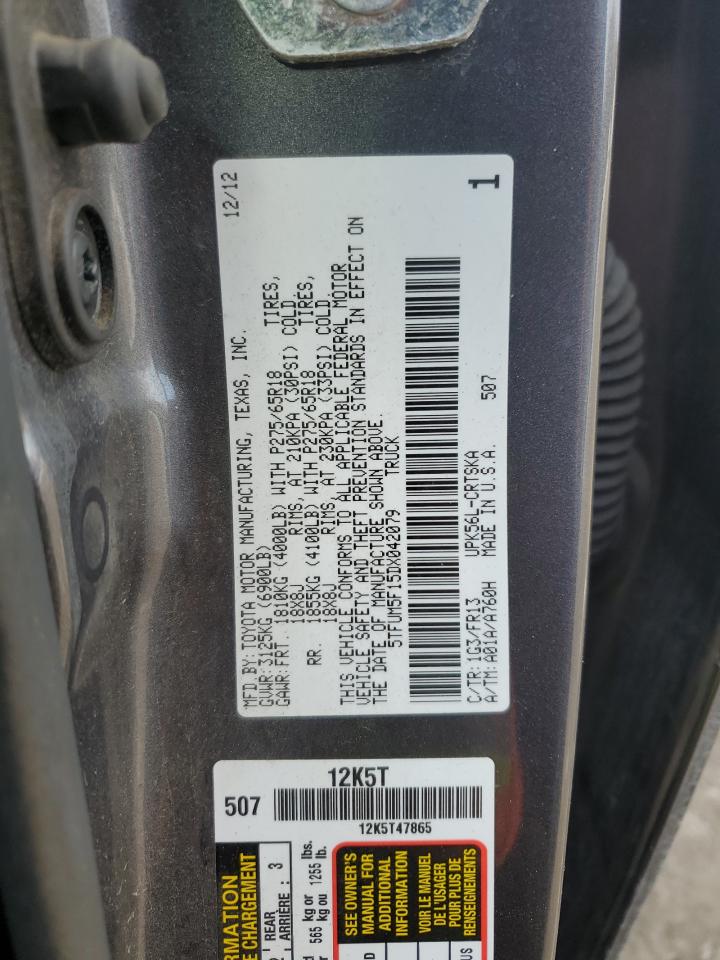 MFD.BY:TOYOTA MOTOR MANUFACTURING, TEXAS, INC. 12/12
GVWR:3125KG (6900LB)
GAWR:FRT. 1810KG (4000LB) WITH P275/65R18 TIRES,
18X8J RIMS, AT 210KPA (30PSI) COLD
RR. 1855KG (4100LB) WITH P275/65R18 TIRES,
18X8J RIMS, AT 230KPA (33PSI) COLD.
THIS VEHICLE CONFORMS TO ALL APPLICABLE FEDERAL MOTOR
VEHICLE SAFETY AND THEFT PREVENTION STANDARDS IN EFFECT ON
THE DATE OF MANUFACTURE SHOWN ABOVE.
5TFUM5F15DX042079 TRUCK
C/TR:1G3/FR13 UPK56L-CRTSKA
A/TM:A01A/A760H MADE IN U.S.A. 507
1
12K5T
507
12K5T47865
E CHARGEMENT
REAR
ARRIÈRE : 3
565 kg or 1255 lbs.
kg ou lb.
SEE OWNER'S
MANUAL FOR
ADDITIONAL
INFORMATION
VOIR LE MANUEL
DE L'USAGER
POUR PLUS DE
RENSEIGNEMENTS